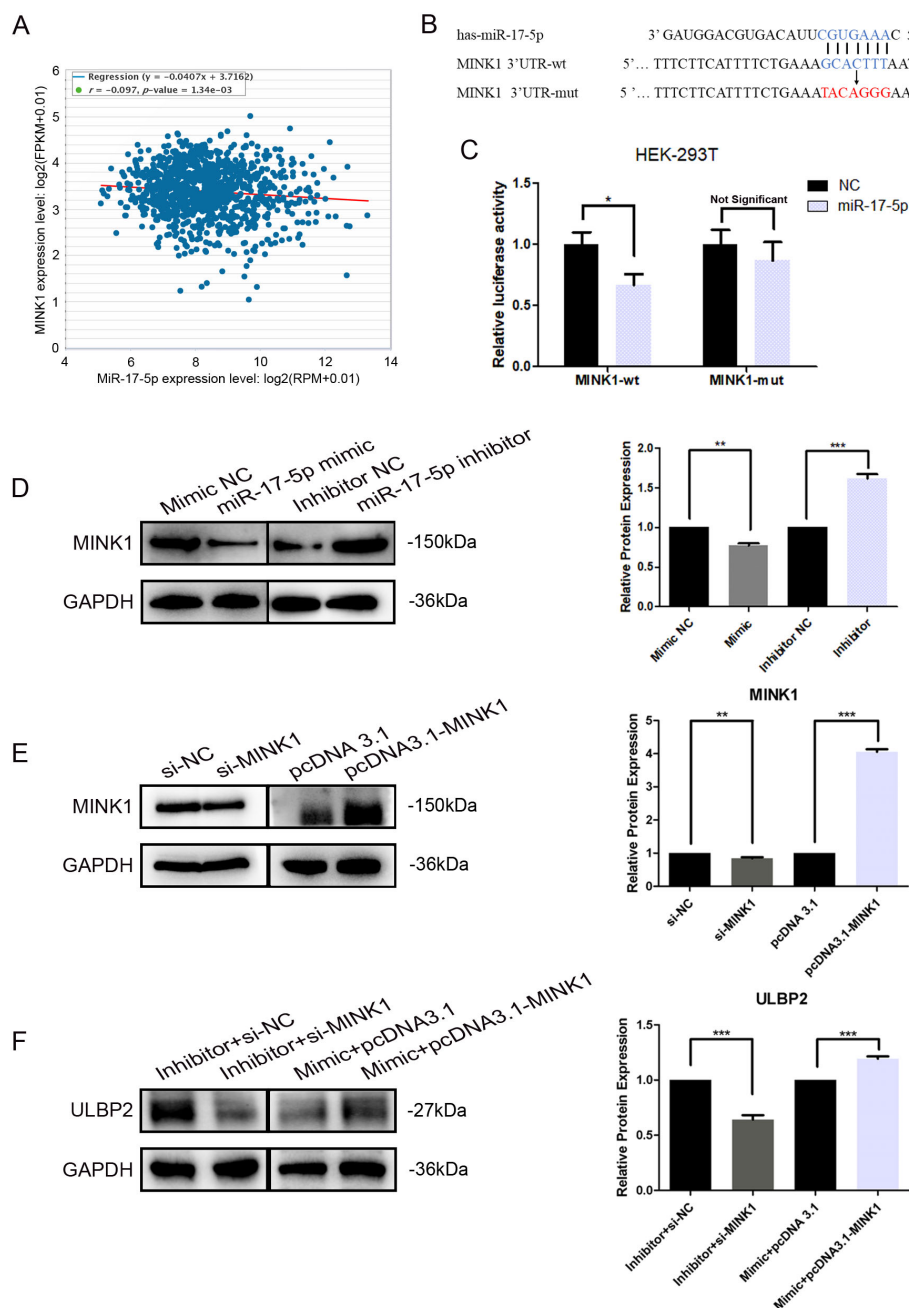 A
Regression (y = −0.0407x + 3.7162)
r = −0.097, p-value = 1.34e−03
MINK1 expression level: log2(FPKM+0.01)
6
5
4
3
2
1
0
4
6
8
10
12
14
MiR-17-5p expression level: log2(RPM+0.01)
B
has-miR-17-5p 3’ GAUGGACGUGACAUUCGUGAAAC 5
MINK1 3’UTR-wt 5’… TTTCTTCATTTTCTGAAAGCACTTTAAT
MINK1 3’UTR-mut 5 ’… TTTCTTCATTTTCTGAAATACAGGGAA
C
HEK-293T
Relative luciferase activity
1.5
1.0
0.5
0.0
*
Not Significant
NC
miR-17-5p
MINK1-wt
MINK1-mut
D
Mimic NC
miR-17-5p mimic
Inhibitor NC
miR-17-5p inhibitor
MINK1
-150kDa
GAPDH
-36kDa
Relative Protein Expression
2.0
1.5
1.0
0.5
0.0
**
***
Mimic NC
Mimic
Inhibitor NC
Inhibitor
E
si-NC
si-MINK1
pcDNA 3.1
pcDNA3.1-MINK1
MINK1
-150kDa
GAPDH
-36kDa
MINK1
Relative Protein Expression
5
4
3
2
1
0
**
***
si-NC
si-MINK1
pcDNA 3.1
pcDNA3.1-MINK1
F
Inhibitor+si-NC
Inhibitor+si-MINK1
Mimic+pcDNA3.1
Mimic+pcDNA3.1-MINK1
ULBP2
-27kDa
GAPDH
-36kDa
ULBP2
Relative Protein Expression
1.5
1.0
0.5
0.0
***
***
Inhibitor+si-NC
Inhibitor+si-MINK1
Mimic+pcDNA 3.1
Mimic+pcDNA3.1-MINK1